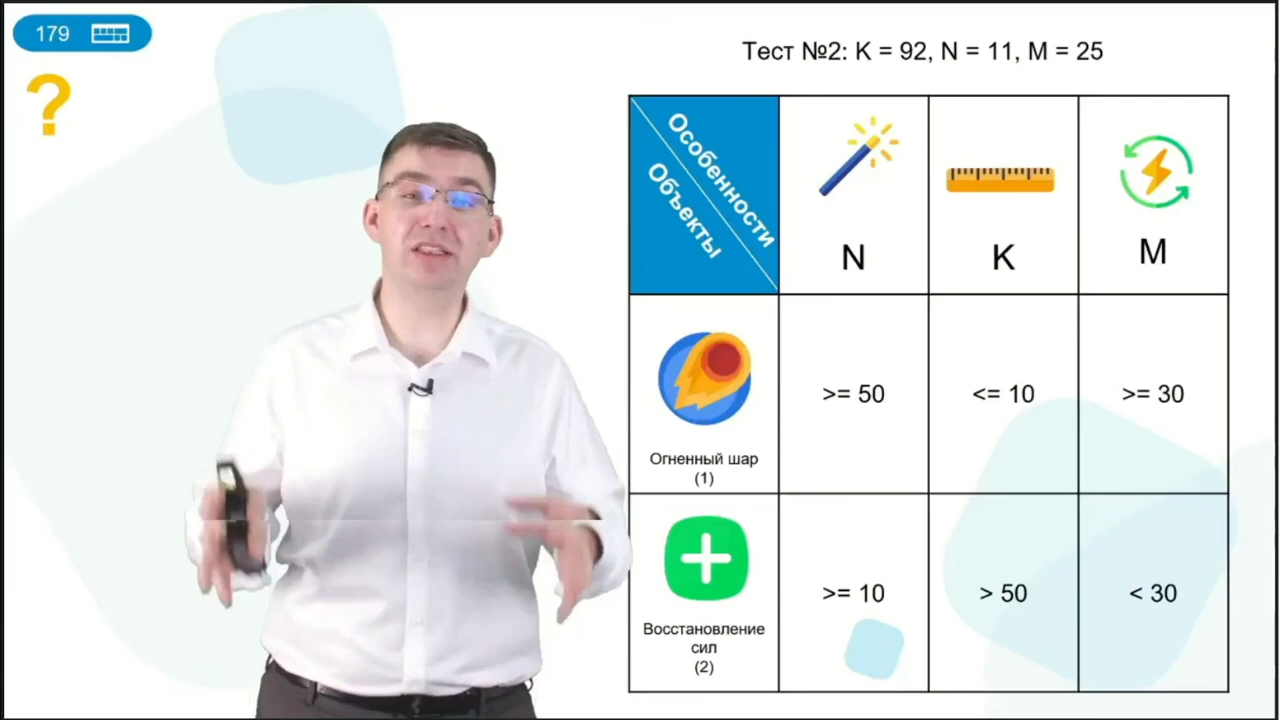 179
?
Тест №2: K = 92, N = 11, M = 25
Особенности
Объекты
N
K
M
Огненный шар
(1)
>= 50
<= 10
>= 30
Восстановление
сил
(2)
>= 10
> 50
< 30